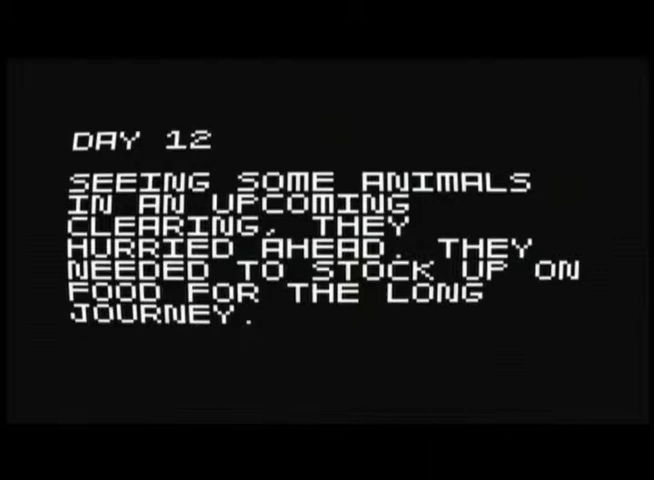 DAY 12
SEEING SOME ANIMALS
IN AN UPCOMING
CLEARING, THEY
HURRIED AHEAD. THEY
NEEDED TO STOCK UP ON
FOOD FOR THE LONG
JOURNEY.